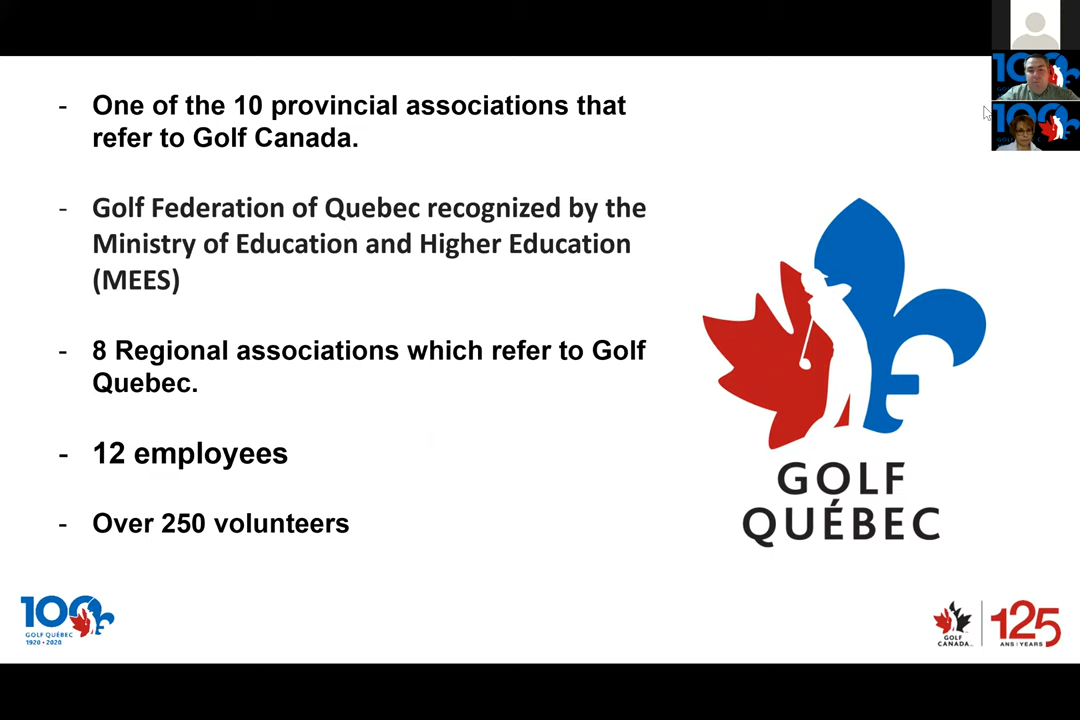 - One of the 10 provincial associations that
refer to Golf Canada.
- Golf Federation of Quebec recognized by the
Ministry of Education and Higher Education
(MEES)
- 8 Regional associations which refer to Golf
Quebec.
- 12 employees
- Over 250 volunteers
GOLF
QUÉBEC
100
GOLF QUÉBEC
1920 • 2020
GOLF
CANADA
125
ANS | YEARS
100
100